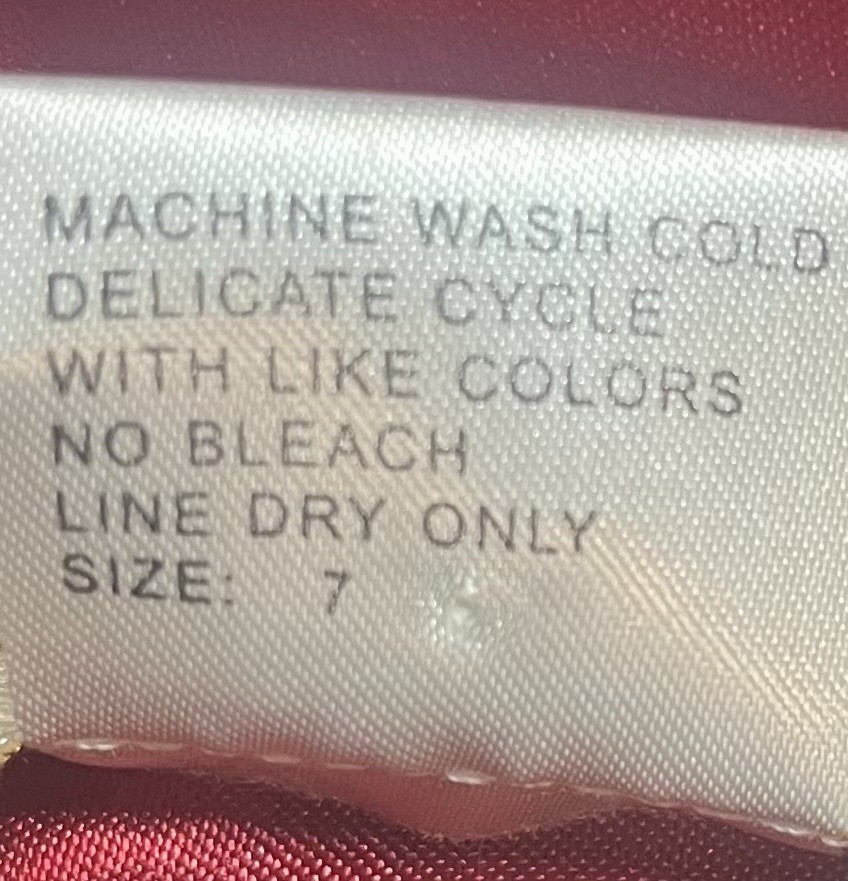 MACHINE WASH COLD
DELICATE CYCLE
WITH LIKE COLORS
NO BLEACH
LINE DRY ONLY
SIZE: 7